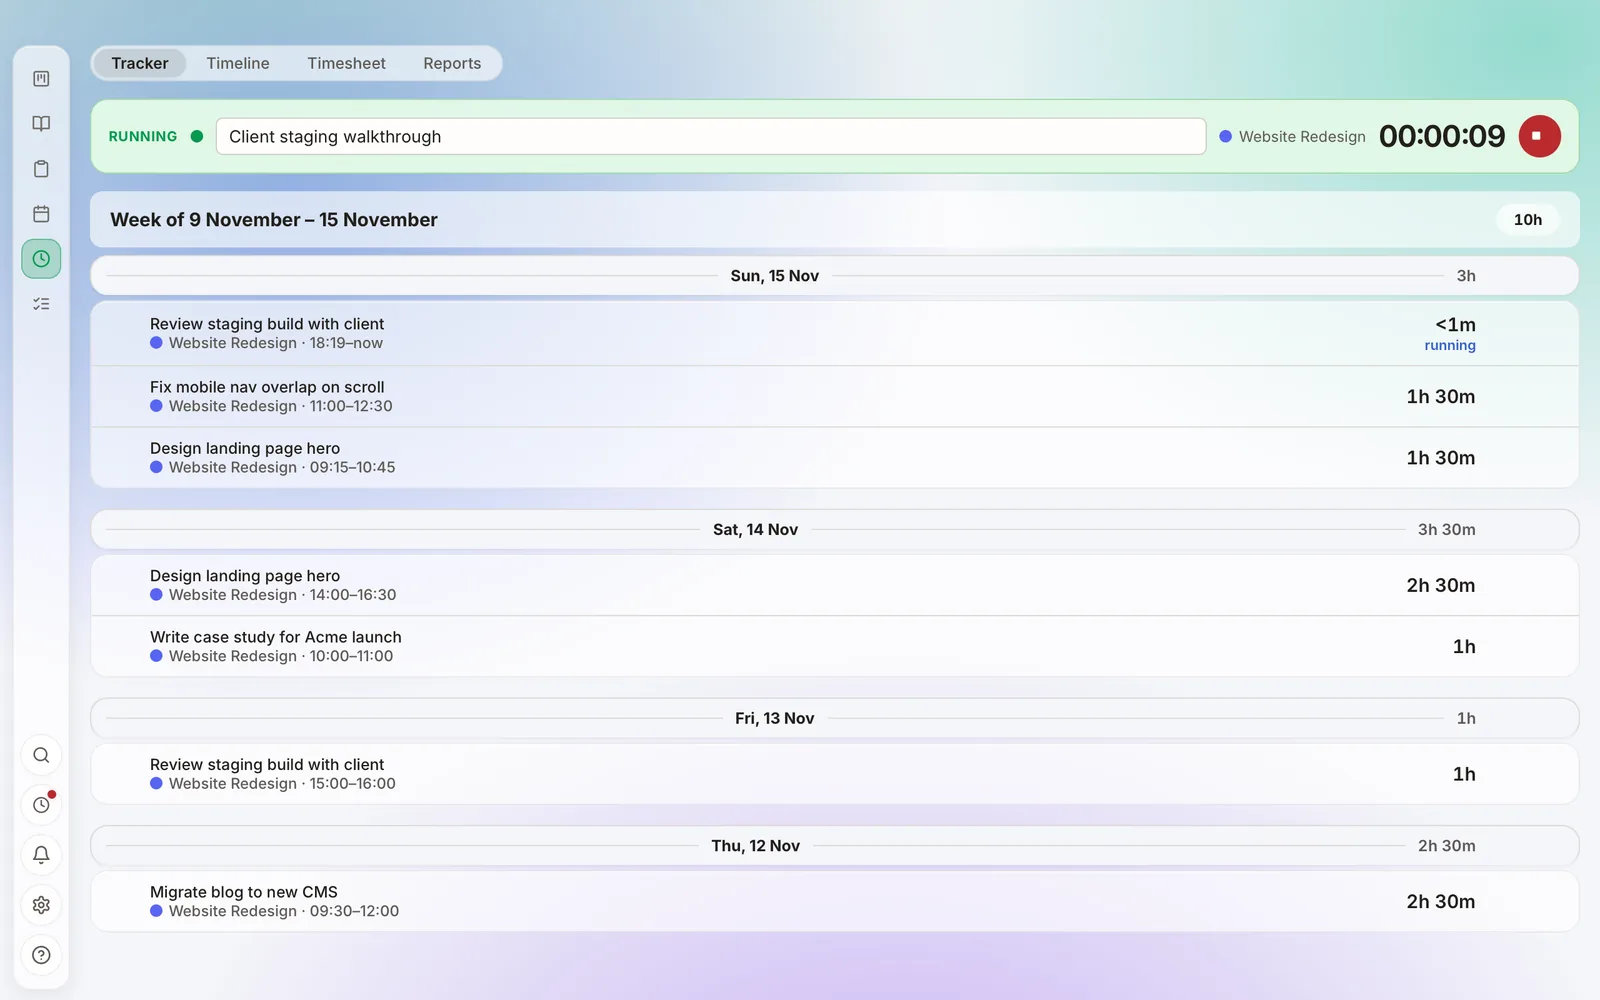 Tracker
Timeline
Timesheet
Reports
RUNNING
Client staging walkthrough
Website Redesign
00:00:09
Week of 9 November – 15 November
10h
Sun, 15 Nov
3h
Review staging build with client
Website Redesign · 18:19–now
<1m
running
Fix mobile nav overlap on scroll
Website Redesign · 11:00–12:30
1h 30m
Design landing page hero
Website Redesign · 09:15–10:45
1h 30m
Sat, 14 Nov
3h 30m
Design landing page hero
Website Redesign · 14:00–16:30
2h 30m
Write case study for Acme launch
Website Redesign · 10:00–11:00
1h
Fri, 13 Nov
1h
Review staging build with client
Website Redesign · 15:00–16:00
1h
Thu, 12 Nov
2h 30m
Migrate blog to new CMS
Website Redesign · 09:30–12:00
2h 30m